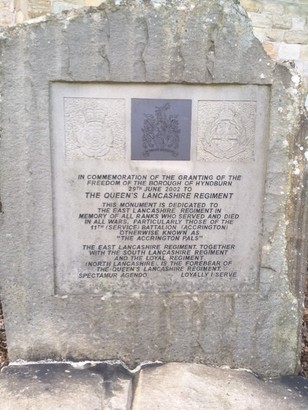 IN COMMEMORATION OF THE GRANTING OF THE
FREEDOM OF THE BOROUGH OF HYNDBURN
29TH JUNE 2002 TO
THE QUEEN'S LANCASHIRE REGIMENT
THIS MONUMENT IS DEDICATED TO
THE EAST LANCASHIRE REGIMENT IN
MEMORY OF ALL RANKS WHO SERVED AND DIED
IN ALL WARS, PARTICULARLY THOSE OF THE
11TH (SERVICE) BATTALION (ACCRINGTON)
OTHERWISE KNOWN AS
"THE ACCRINGTON PALS"
THE EAST LANCASHIRE REGIMENT, TOGETHER
WITH THE SOUTH LANCASHIRE REGIMENT
AND THE LOYAL REGIMENT
(NORTH LANCASHIRE) IS THE FOREBEAR OF
THE QUEEN'S LANCASHIRE REGIMENT.
SPECTAMUR AGENDO LOYALLY I SERVE